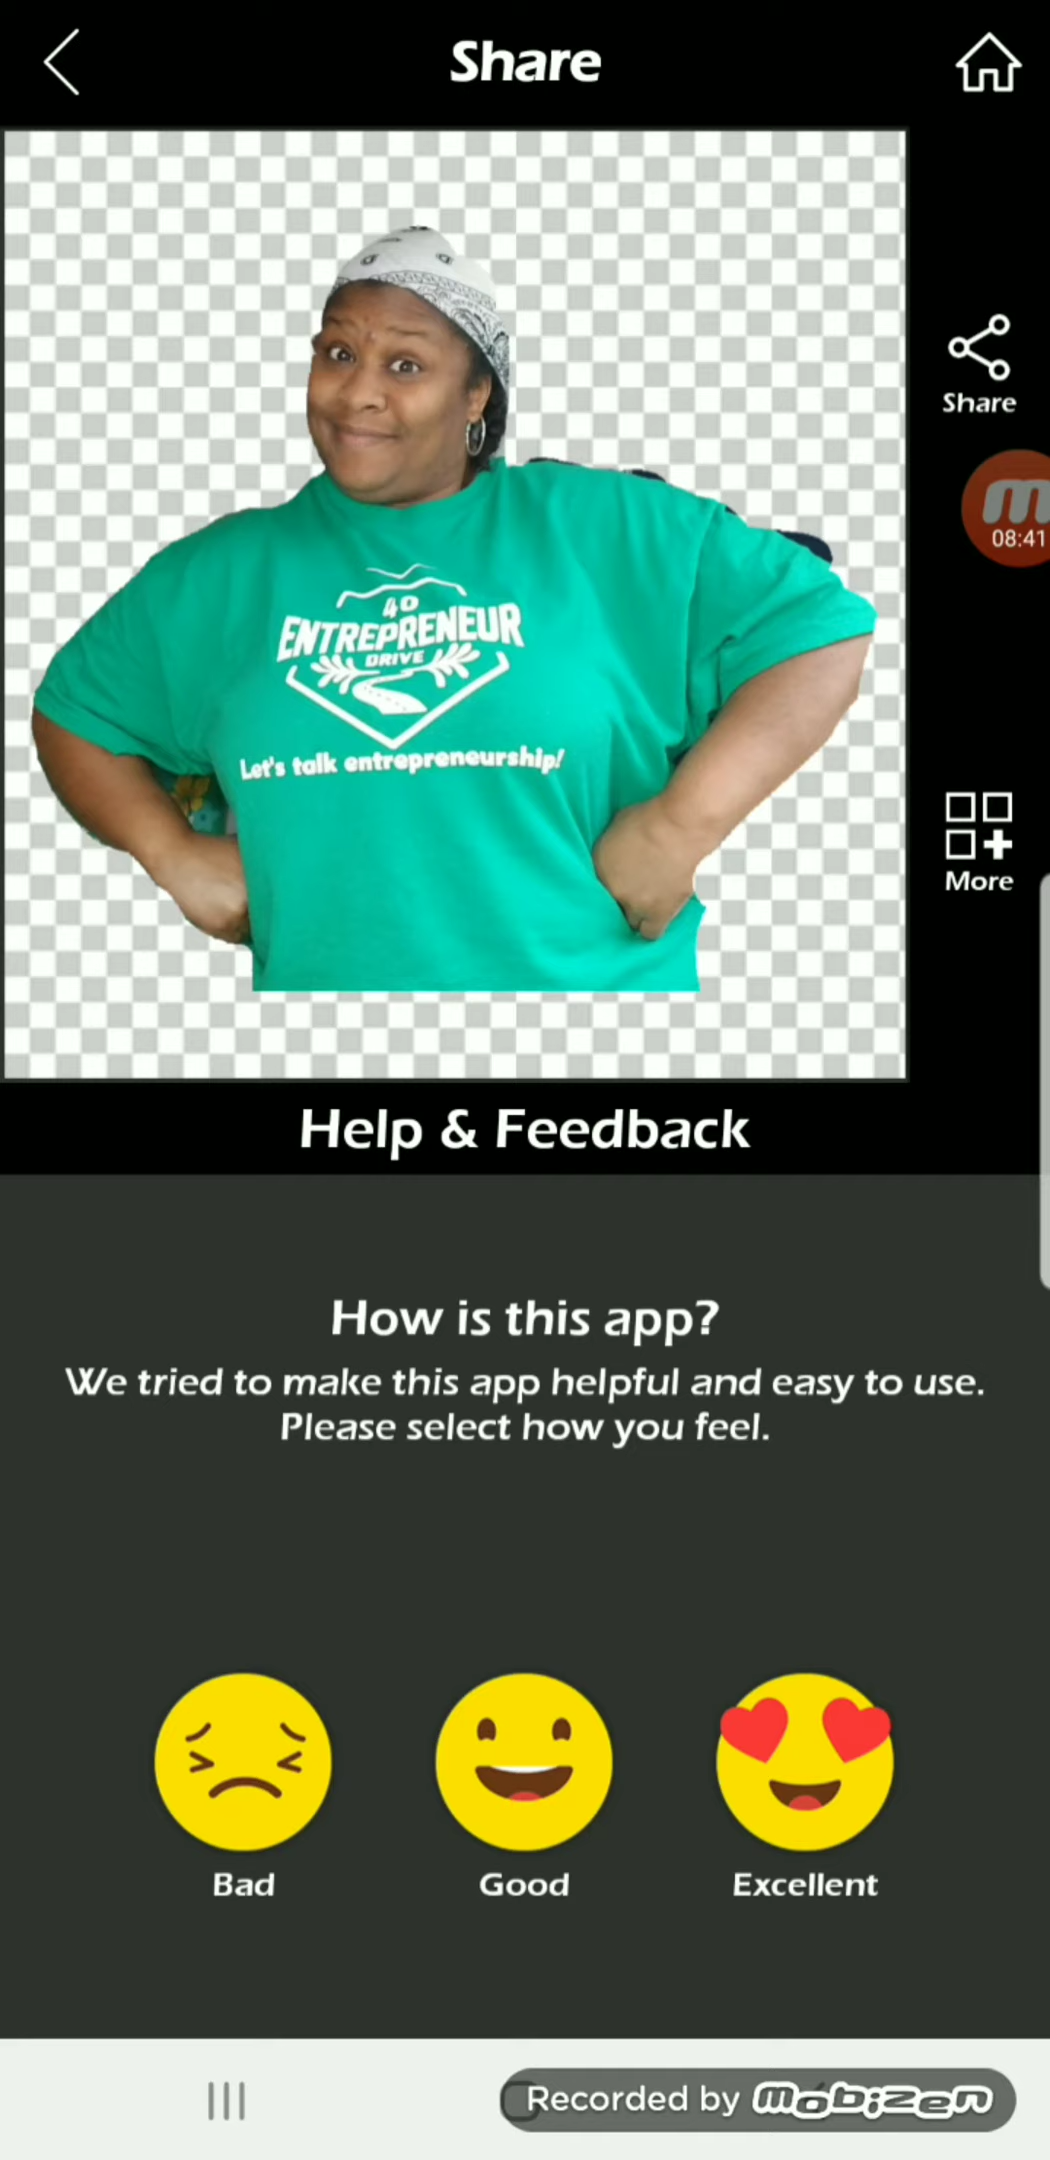 Share
40
ENTREPRENEUR
DRIVE
Let's talk entrepreneurship!
Share
m
08:41
More
Help & Feedback
How is this app?
We tried to make this app helpful and easy to use.
Please select how you feel.
Bad
Good
Excellent
Recorded by mobizen